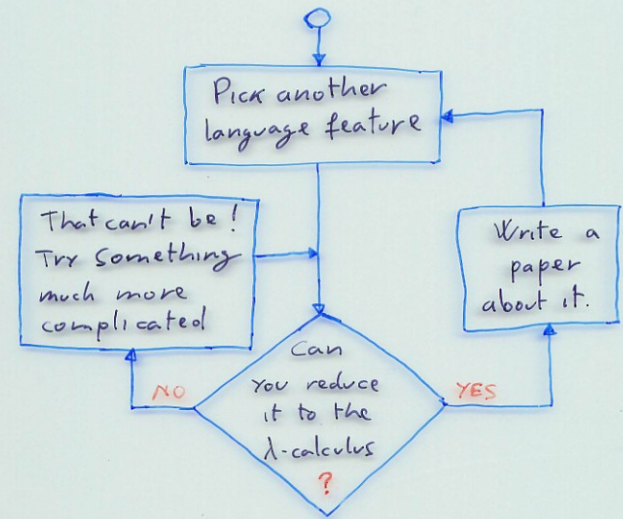 Pick another
language feature
That can't be!
Try something
much more
complicated
Write a
paper
about it.
Can
you reduce
it to the
λ-calculus
?
NO
YES